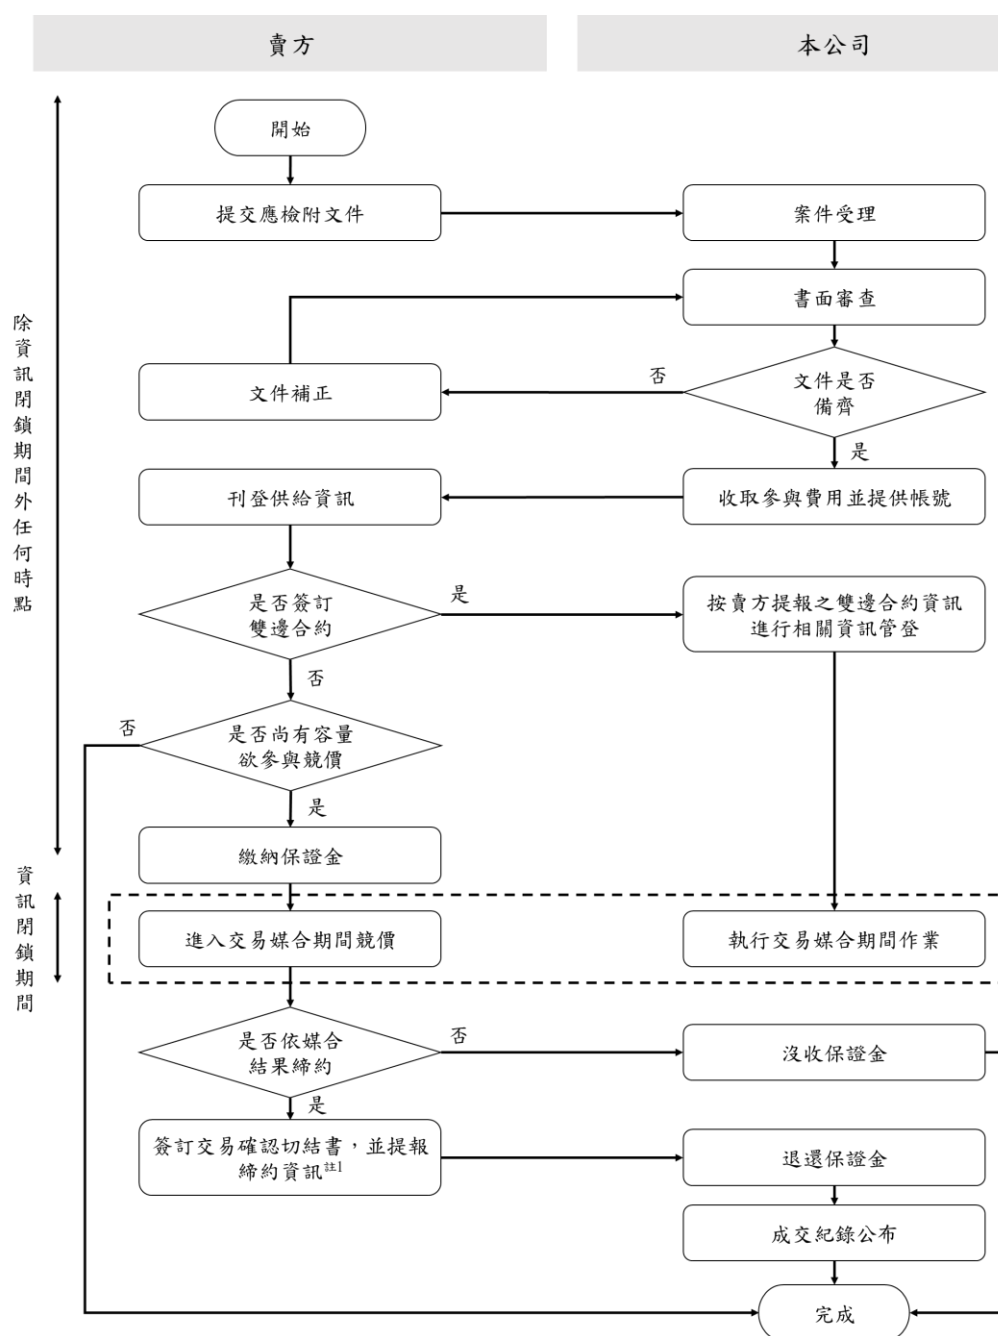 賣方
本公司
開始
提交應檢附文件
案件受理
書面審查
文件補正
否
文件是否
備齊
是
刊登供給資訊
收取參與費用並提供帳號
除資訊閉鎖期間外任何時點
是否簽訂
雙邊合約
是
按賣方提報之雙邊合約資訊
進行相關資訊管登
否
否
是否尚有容量
欲參與競價
是
繳納保證金
資訊閉鎖期間
進入交易媒合期間競價
執行交易媒合期間作業
是否依媒合
結果締約
否
沒收保證金
是
簽訂交易確認切結書，並提報
締約資訊註1
退還保證金
成交紀錄公布
完成